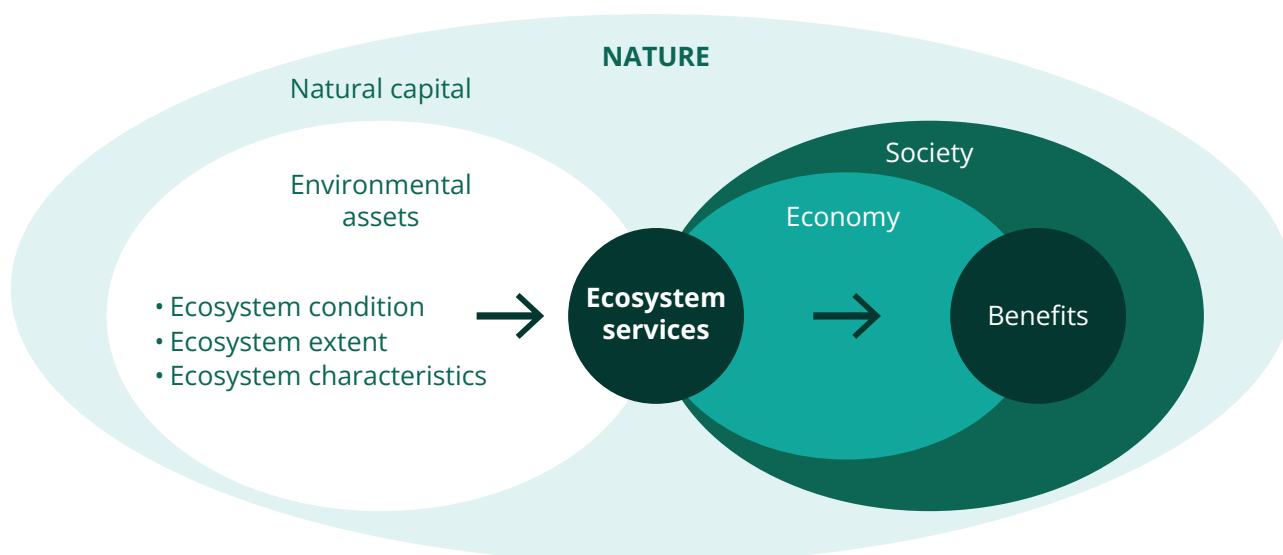 NATURE
Natural capital
Environmental
assets
• Ecosystem condition
• Ecosystem extent
• Ecosystem characteristics
Ecosystem
services
Society
Economy
Benefits